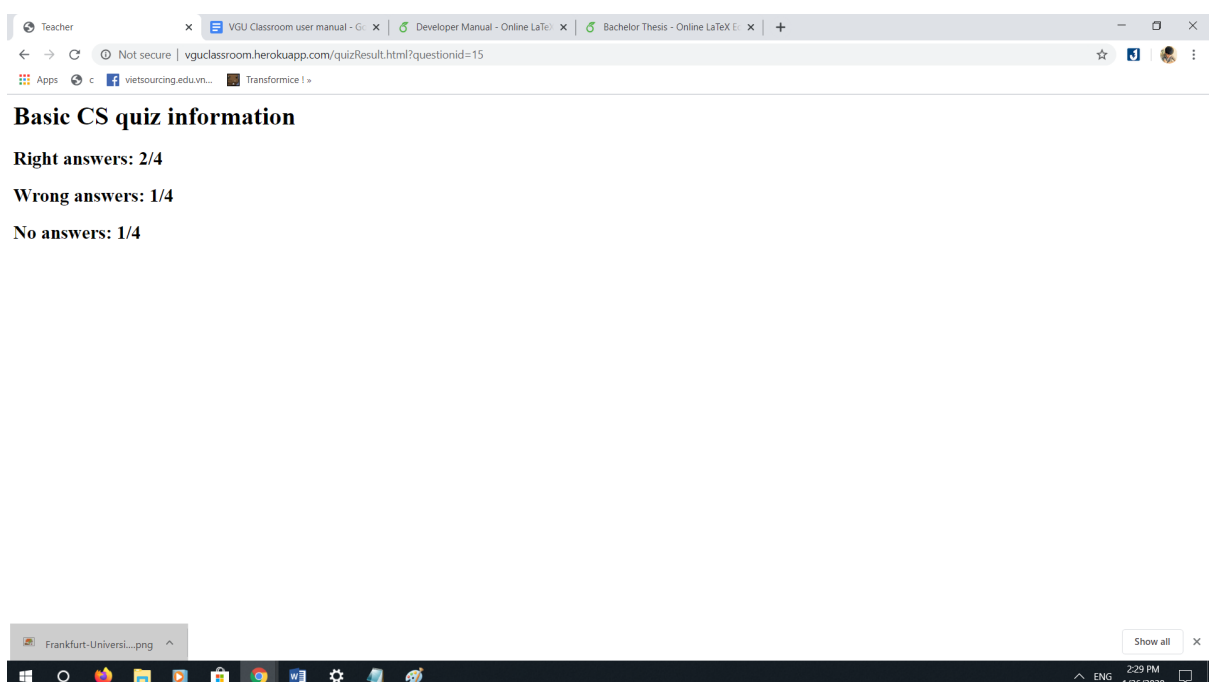 Teacher
VGU Classroom user manual - Go
Developer Manual - Online LaTeX
Bachelor Thesis - Online LaTeX Ed
Not secure | vguclassroom.herokuapp.com/quizResult.html?questionid=15
Apps c vietsourcing.edu.vn... Transformice ! »
Basic CS quiz information
Right answers: 2/4
Wrong answers: 1/4
No answers: 1/4
Frankfurt-Universi....png
Show all
ENG
2:29 PM